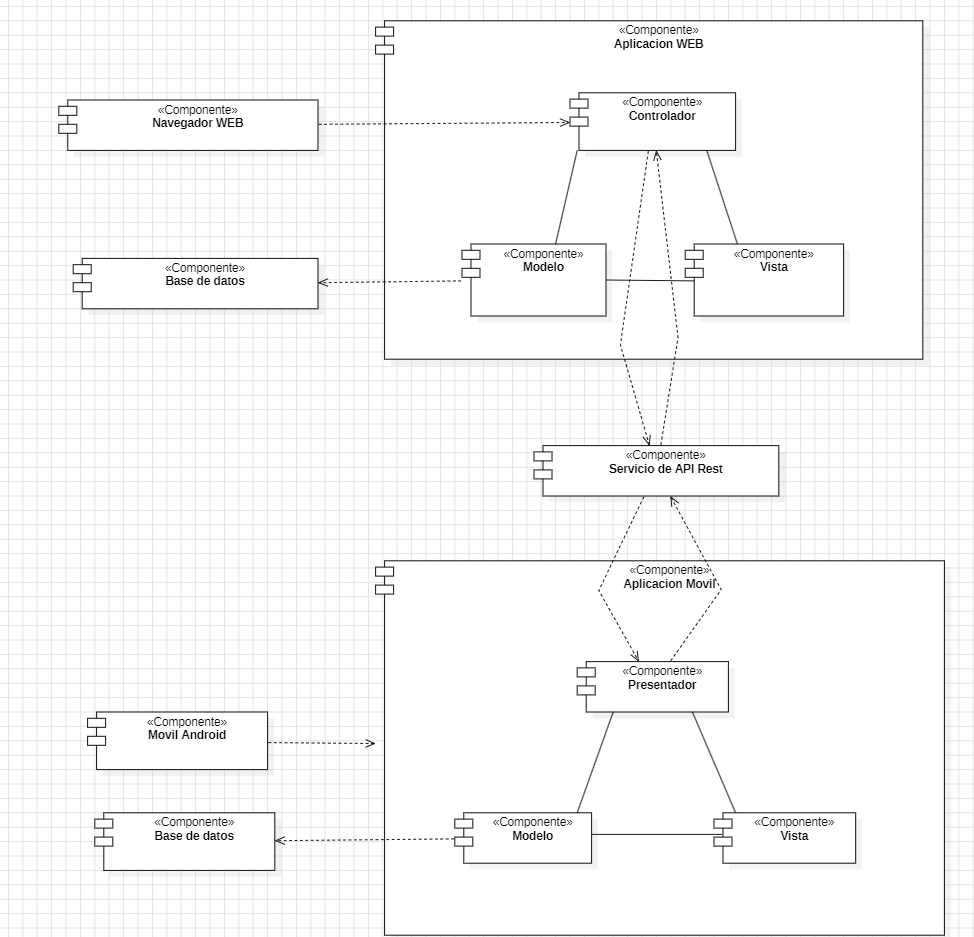 «Componente»
Aplicacion WEB
«Componente»
Navegador WEB
«Componente»
Controlador
«Componente»
Base de datos
«Componente»
Modelo
«Componente»
Vista
«Componente»
Servicio de API Rest
«Componente»
Aplicacion Movil
«Componente»
Presentador
«Componente»
Movil Android
«Componente»
Base de datos
«Componente»
Modelo
«Componente»
Vista